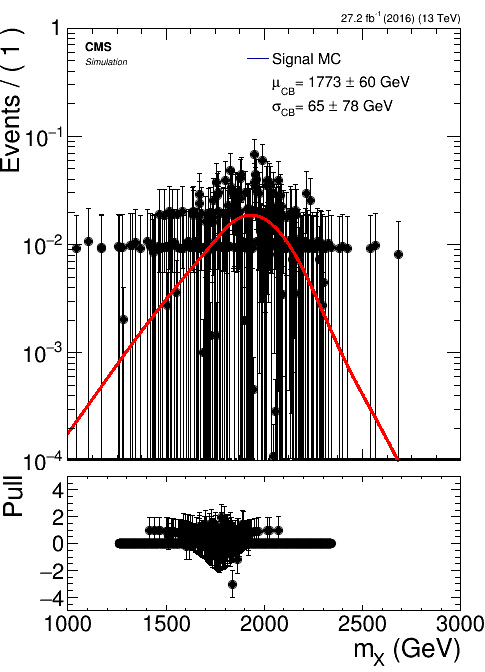 27.2 fb⁻¹ (2016) (13 TeV)
Events / ( 1 )
1
10⁻¹
10⁻²
10⁻³
10⁻⁴
CMS
Simulation
Signal MC
μ_CB = 1773 ± 60 GeV
σ_CB = 65 ± 78 GeV
Pull
4
2
0
−2
−4
1000 1500 2000 2500 3000
m_X (GeV)